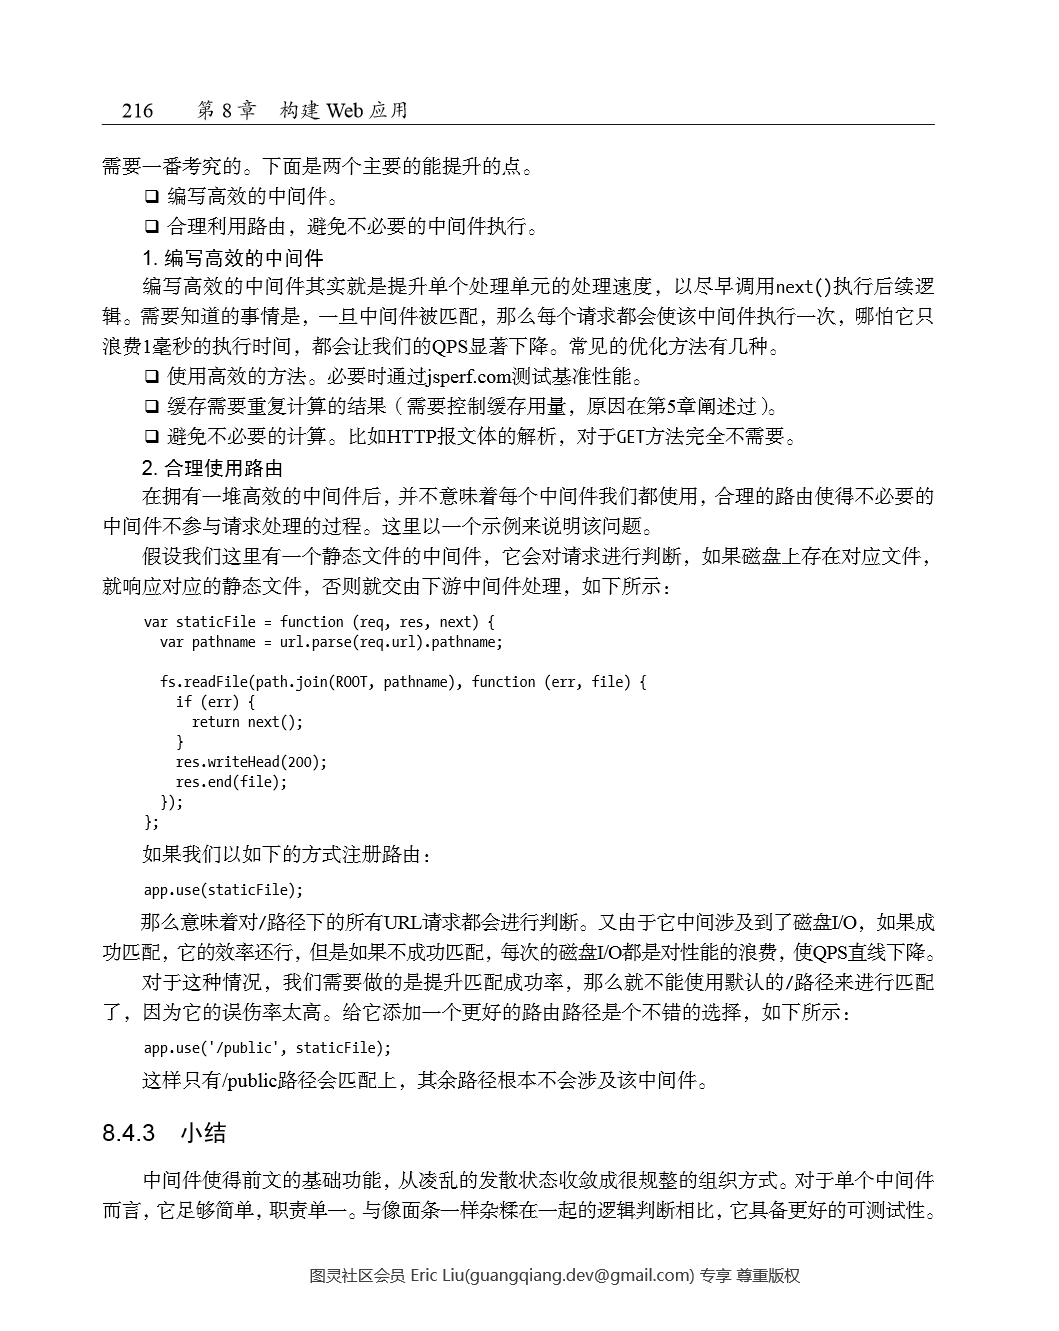 216 第 8 章 构建 Web 应用
需要一番考究的。下面是两个主要的能提升的点。
❑ 编写高效的中间件。
❑ 合理利用路由，避免不必要的中间件执行。
1. 编写高效的中间件
编写高效的中间件其实就是提升单个处理单元的处理速度，以尽早调用next()执行后续逻
辑。需要知道的事情是，一旦中间件被匹配，那么每个请求都会使该中间件执行一次，哪怕它只
浪费1毫秒的执行时间，都会让我们的QPS显著下降。常见的优化方法有几种。
❑ 使用高效的方法。必要时通过jsperf.com测试基准性能。
❑ 缓存需要重复计算的结果（需要控制缓存用量，原因在第5章阐述过）。
❑ 避免不必要的计算。比如HTTP报文体的解析，对于GET方法完全不需要。
2. 合理使用路由
在拥有一堆高效的中间件后，并不意味着每个中间件我们都使用，合理的路由使得不必要的
中间件不参与请求处理的过程。这里以一个示例来说明该问题。
假设我们这里有一个静态文件的中间件，它会对请求进行判断，如果磁盘上存在对应文件，
就响应对应的静态文件，否则就交由下游中间件处理，如下所示：
var staticFile = function (req, res, next) {
  var pathname = url.parse(req.url).pathname;
  fs.readFile(path.join(ROOT, pathname), function (err, file) {
    if (err) {
      return next();
    }
    res.writeHead(200);
    res.end(file);
  });
};
如果我们以如下的方式注册路由：
app.use(staticFile);
那么意味着对/路径下的所有URL请求都会进行判断。又由于它中间涉及到了磁盘I/O，如果成
功匹配，它的效率还行，但是如果不成功匹配，每次的磁盘I/O都是对性能的浪费，使QPS直线下降。
对于这种情况，我们需要做的是提升匹配成功率，那么就不能使用默认的/路径来进行匹配
了，因为它的误伤率太高。给它添加一个更好的路由路径是个不错的选择，如下所示：
app.use('/public', staticFile);
这样只有/public路径会匹配上，其余路径根本不会涉及该中间件。
8.4.3 小结
中间件使得前文的基础功能，从凌乱的发散状态收敛成很规整的组织方式。对于单个中间件
而言，它足够简单，职责单一。与像面条一样杂糅在一起的逻辑判断相比，它具备更好的可测试性。
图灵社区会员 Eric Liu(guangqiang.dev@gmail.com) 专享 尊重版权